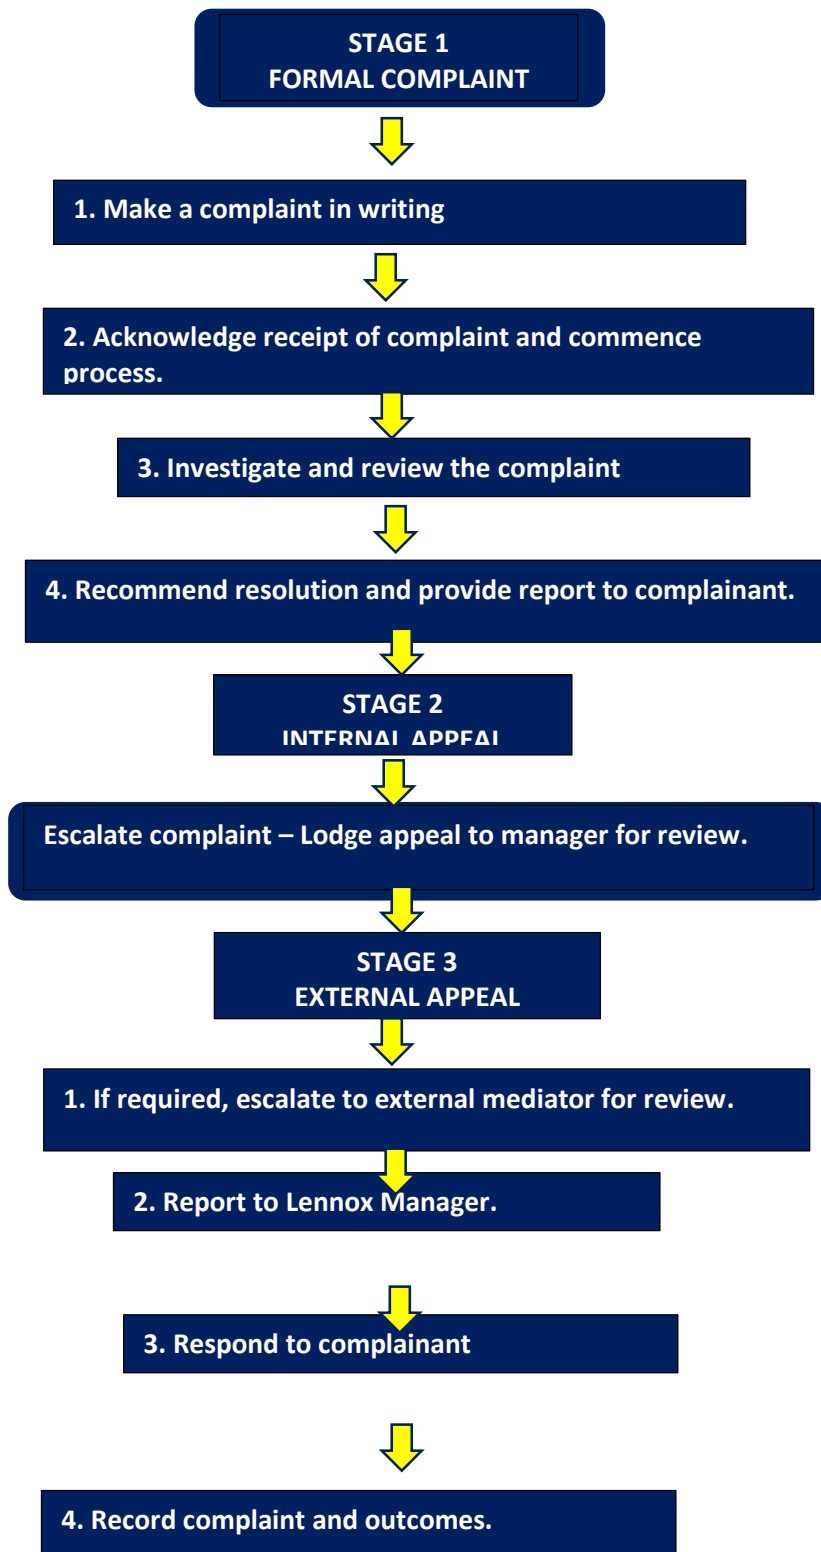 STAGE 1
FORMAL COMPLAINT
1. Make a complaint in writing
2. Acknowledge receipt of complaint and commence
process.
3. Investigate and review the complaint
4. Recommend resolution and provide report to complainant.
STAGE 2
INTERNAL APPEAL
Escalate complaint – Lodge appeal to manager for review.
STAGE 3
EXTERNAL APPEAL
1. If required, escalate to external mediator for review.
2. Report to Lennox Manager.
3. Respond to complainant
4. Record complaint and outcomes.